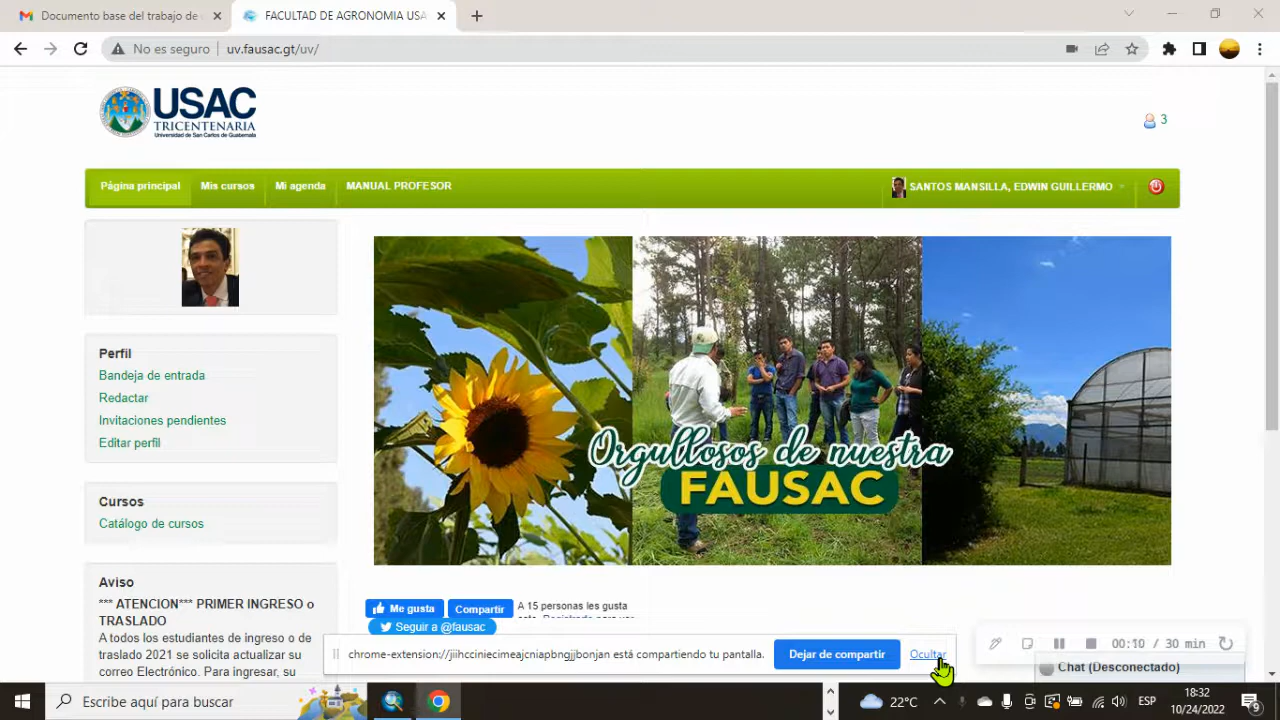 Documento base del trabajo de
FACULTAD DE AGRONOMIA USA
No es seguro
uv.fausac.gt/uv/
USAC
TRICENTENARIA
Universidad de San Carlos de Guatemala
3
Página principal
Mis cursos
Mi agenda
MANUAL PROFESOR
SANTOS MANSILLA, EDWIN GUILLERMO
Perfil
Bandeja de entrada
Redactar
Invitaciones pendientes
Editar perfil
Cursos
Catálogo de cursos
Aviso
*** ATENCION*** PRIMER INGRESO o
TRASLADO
A todos los estudiantes de ingreso o de
traslado 2021 se solicita actualizar su
Correo Electrónico. Para ingresar, su
Orgullosos de nuestra
FAUSAC
Me gusta
Compartir
A 15 personas les gusta
Seguir a @fausac
chrome-extension://jiihcciniecimeajcniapbngjjbonjan está compartiendo tu pantalla.
Dejar de compartir
Ocultar
00:10 / 30 min
Chat (Desconectado)
Escribe aquí para buscar
22°C
ESP
18:32
10/24/2022
9